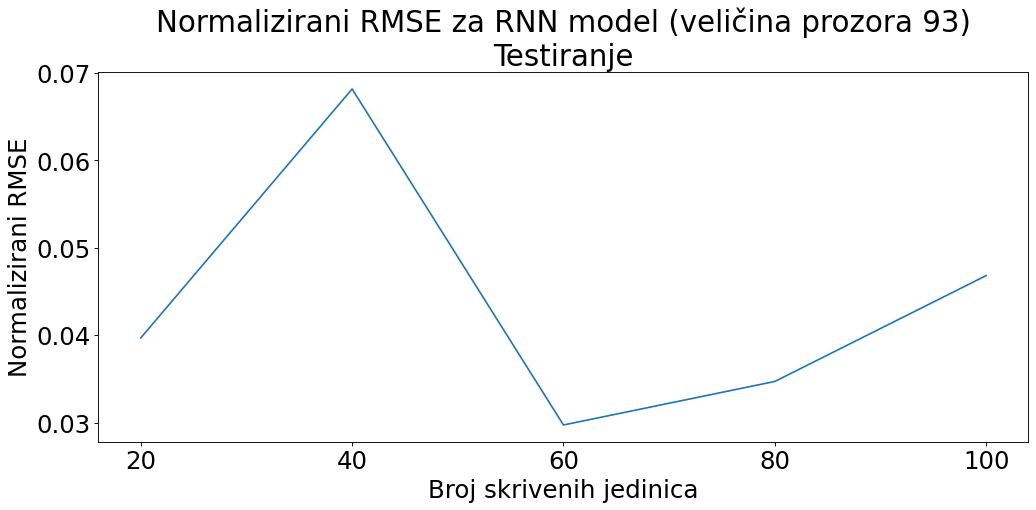 Normalizirani RMSE za RNN model (veličina prozora 93)
Testiranje
Normalizirani RMSE
0.07
0.06
0.05
0.04
0.03
20 40 60 80 100
Broj skrivenih jedinica